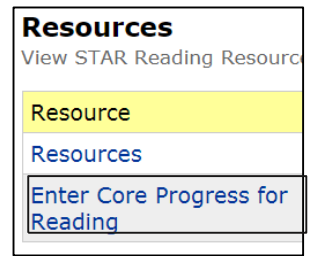 Resources
View STAR Reading Resourc
Resource
Resources
Enter Core Progress for
Reading